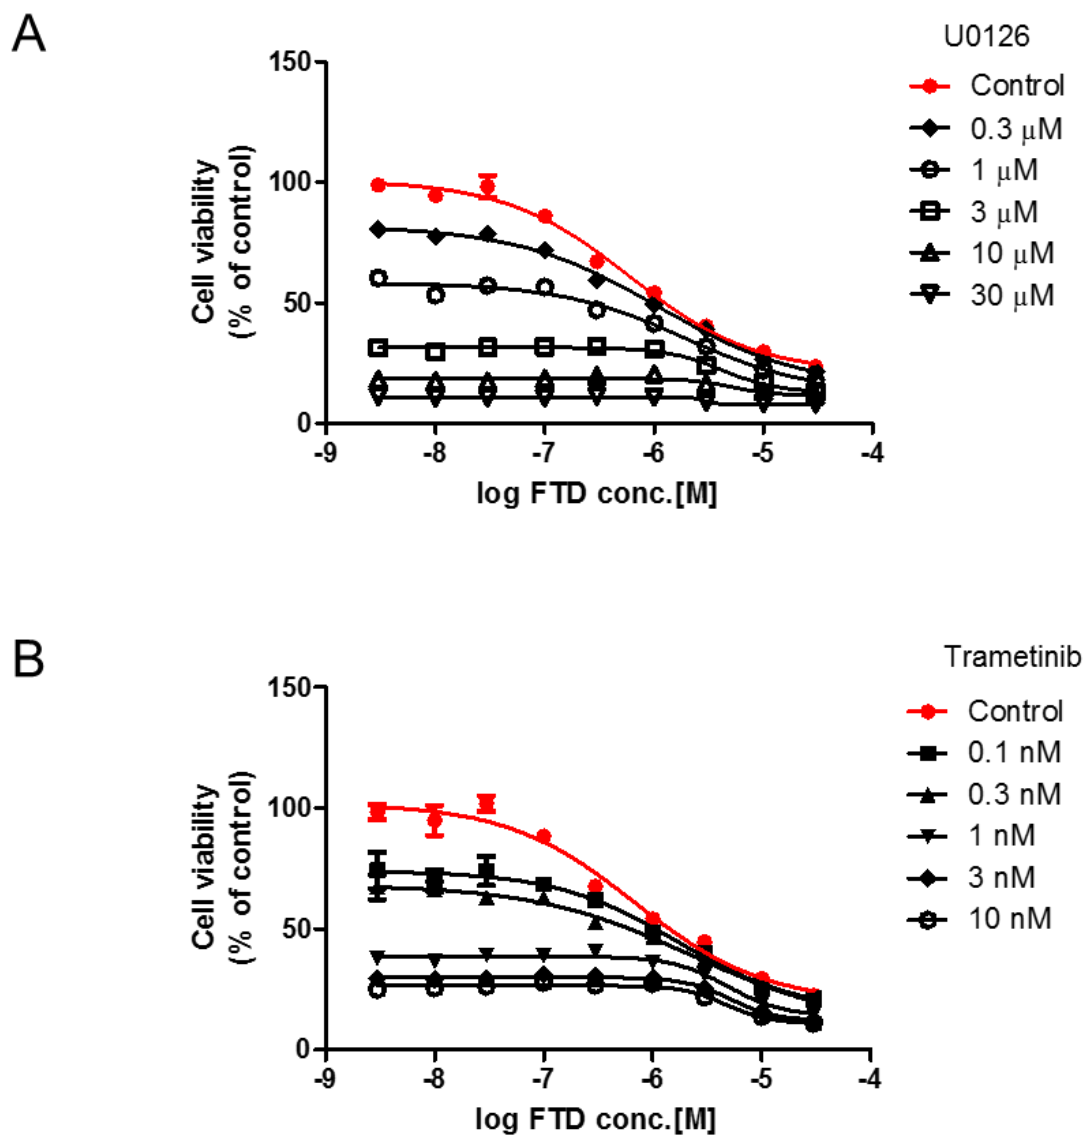 A
U0126
Control
0.3 μM
1 μM
3 μM
10 μM
30 μM
150
100
50
0
Cell viability
(% of control)
-9
-8
-7
-6
-5
-4
log FTD conc.[M]
B
Trametinib
Control
0.1 nM
0.3 nM
1 nM
3 nM
10 nM
150
100
50
0
Cell viability
(% of control)
-9
-8
-7
-6
-5
-4
log FTD conc.[M]